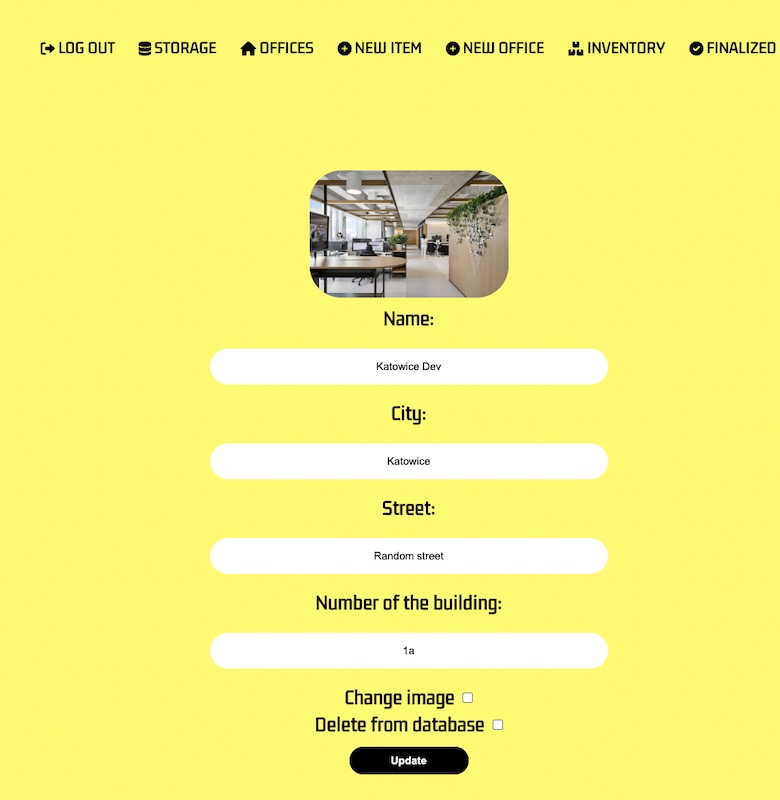 LOG OUT STORAGE OFFICES NEW ITEM NEW OFFICE INVENTORY FINALIZED
Name:
Katowice Dev
City:
Katowice
Street:
Random street
Number of the building:
1a
Change image
Delete from database
Update